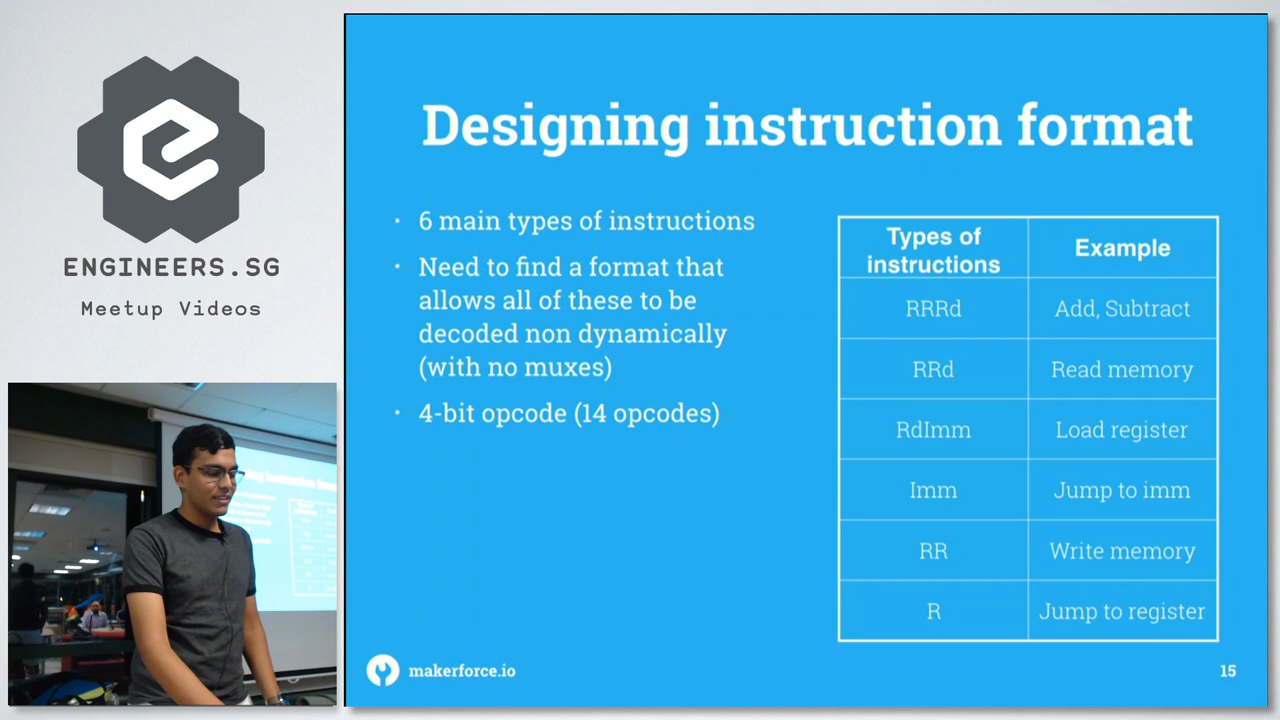 ENGINEERS.SG
Meetup Videos
Designing instruction format
· 6 main types of instructions
· Need to find a format that
allows all of these to be
decoded non dynamically
(with no muxes)
· 4-bit opcode (14 opcodes)
Types of
instructions
Example
RRRd
Add, Subtract
RRd
Read memory
RdImm
Load register
Imm
Jump to imm
RR
Write memory
R
Jump to register
makerforce.io
15